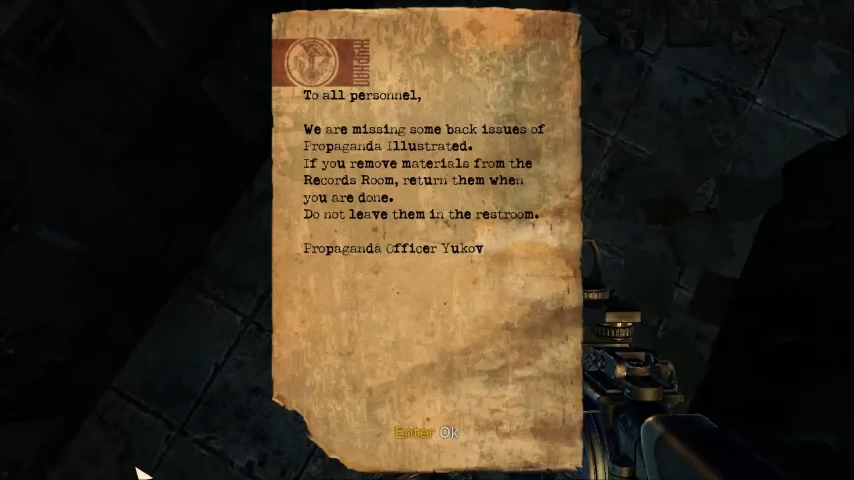 To all personnel,
We are missing some back issues of
Propaganda Illustrated.
If you remove materials from the
Records Room, return them when
you are done.
Do not leave them in the restroom.
Propaganda Officer Yukov
Enter Ok